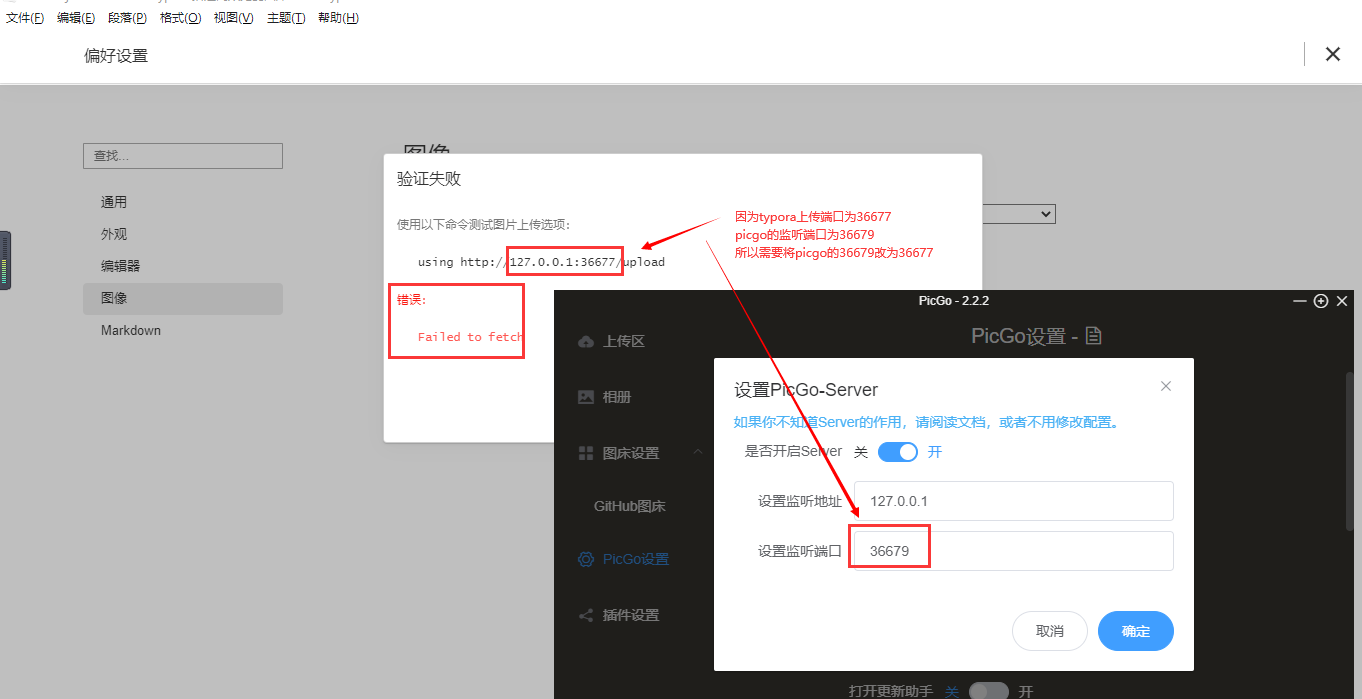 文件(F) 编辑(E) 段落(P) 格式(O) 视图(V) 主题(T) 帮助(H)
偏好设置
查找...
通用
外观
编辑器
图像
Markdown
图像
验证失败
使用以下命令测试图片上传选项:
using http://127.0.0.1:36677/upload
错误:
Failed to fetch
因为typora上传端口为36677
picgo的监听端口为36679
所以需要将picgo的36679改为36677
PicGo - 2.2.2
上传区
相册
图床设置
GitHub图床
PicGo设置
插件设置
PicGo设置 -
设置PicGo-Server
如果你不知道Server的作用，请阅读文档，或者不用修改配置。
是否开启Server 关 开
设置监听地址 127.0.0.1
设置监听端口 36679
取消 确定
打开更新助手 关 开